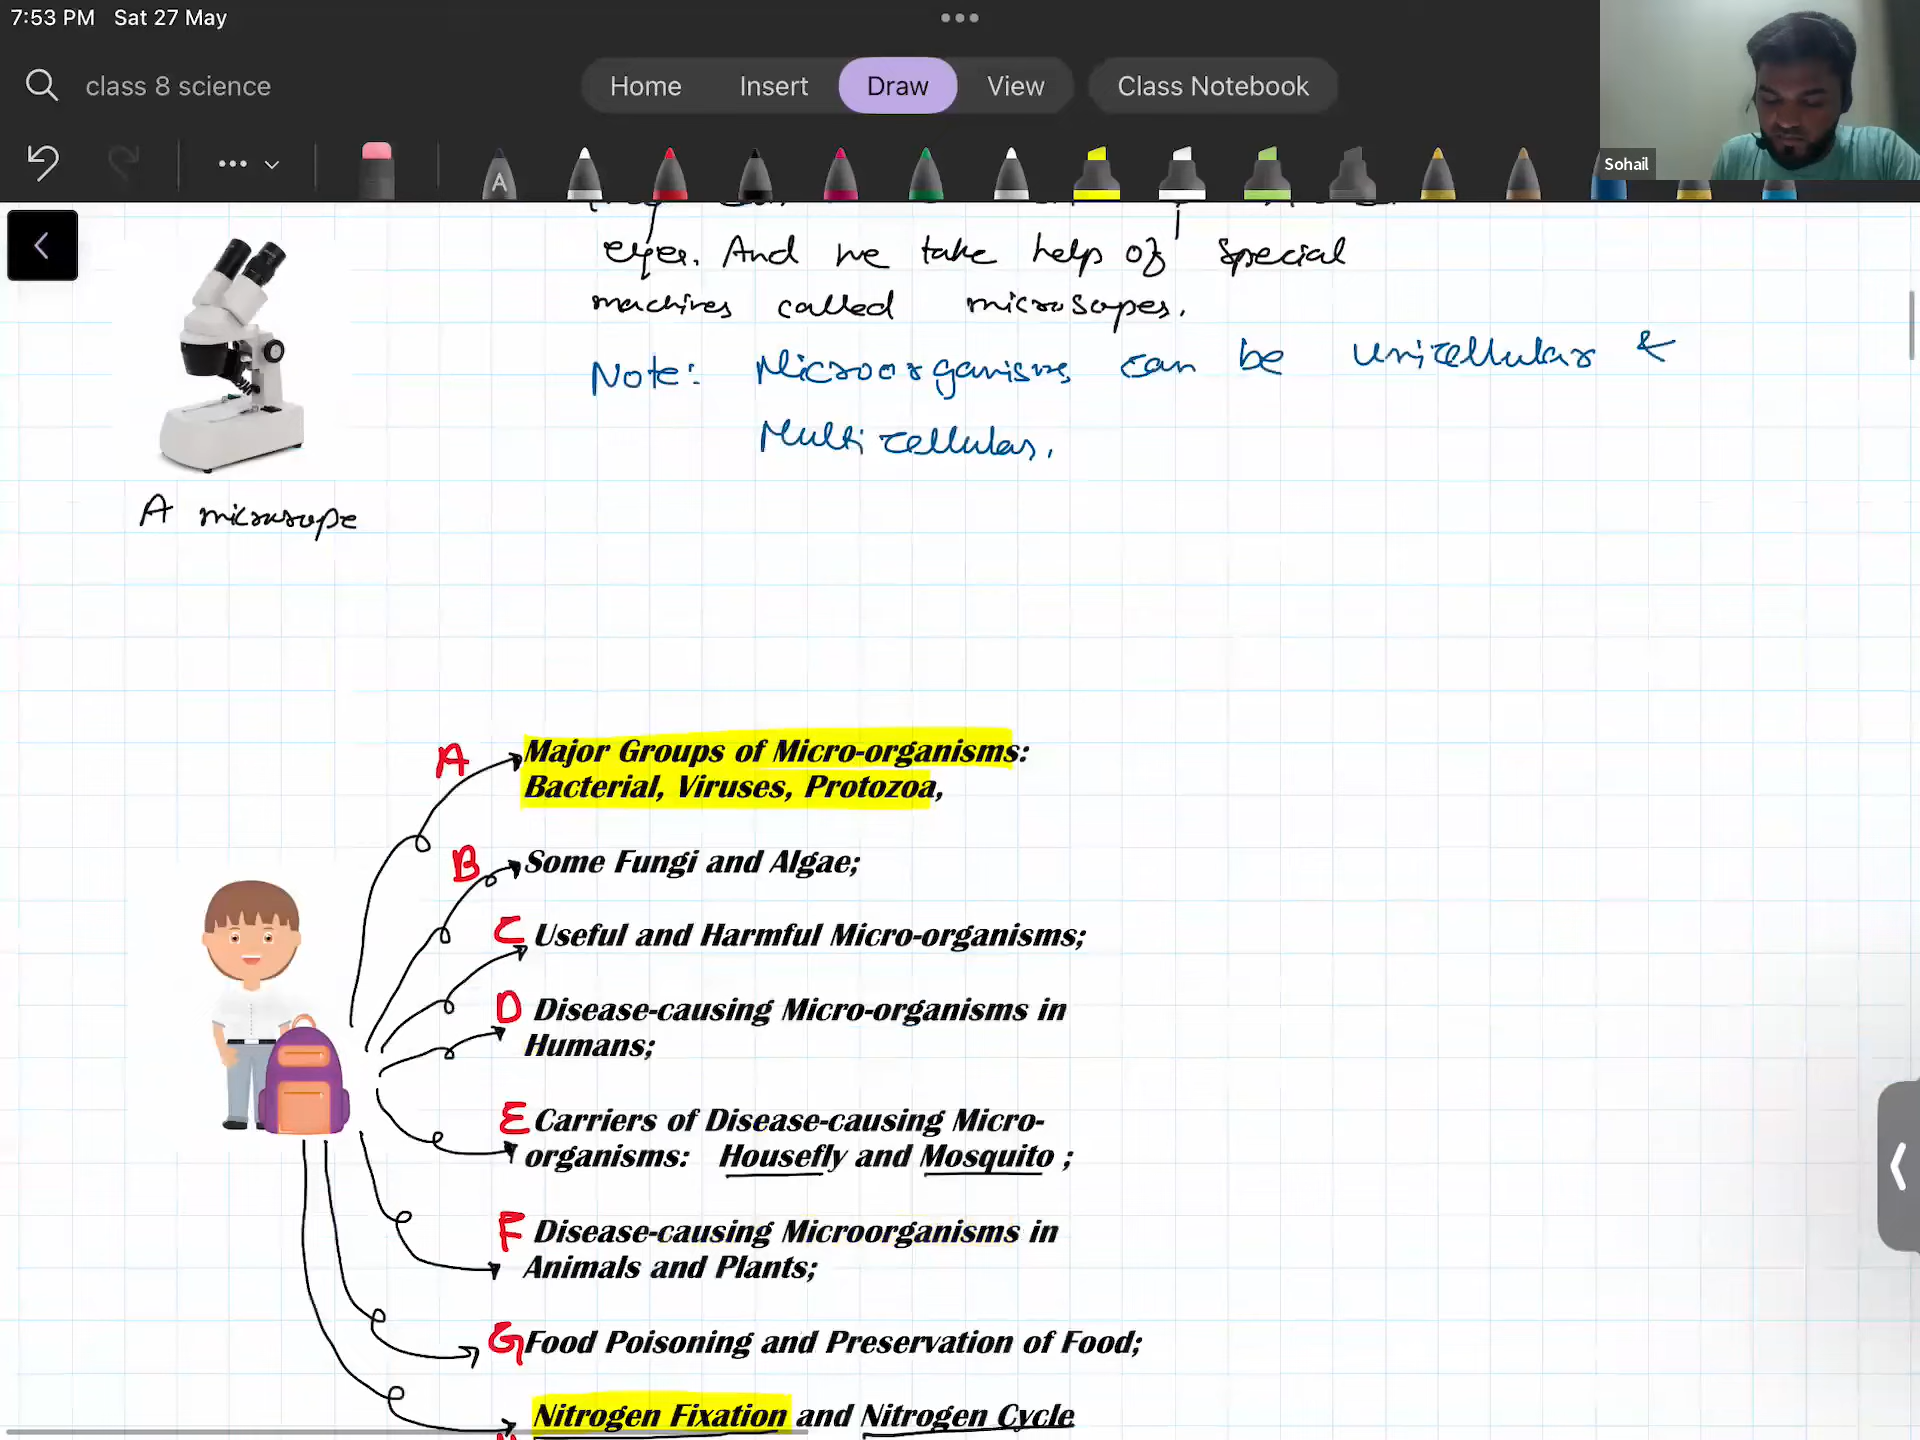 7:53 PM Sat 27 May
class 8 science
Home Insert Draw View Class Notebook
A
Sohail
eyes. And we take help of special
machines called microscopes.
Note: Microorganisms can be Unicellular &
Multicellular.
A microscope
A Major Groups of Micro-organisms:
Bacterial, Viruses, Protozoa,
B Some Fungi and Algae;
C Useful and Harmful Micro-organisms;
D Disease-causing Micro-organisms in
Humans;
E Carriers of Disease-causing Micro-
organisms: Housefly and Mosquito ;
F Disease-causing Microorganisms in
Animals and Plants;
G Food Poisoning and Preservation of Food;
Nitrogen Fixation and Nitrogen Cycle